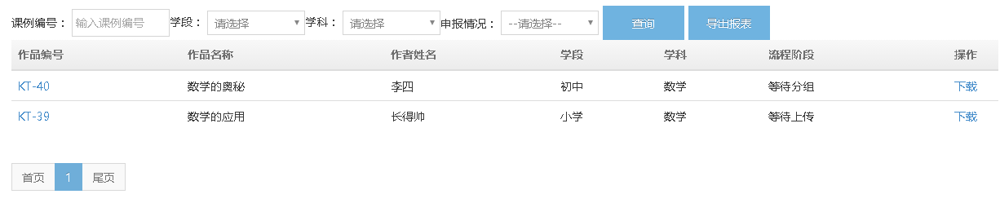 课例编号： 输入课例编号 学段： 请选择 学科： 请选择 申报情况： --请选择-- 查询 导出报表
作品编号 作品名称 作者姓名 学段 学科 流程阶段 操作
KT-40 数学的奥秘 李四 初中 数学 等待分组 下载
KT-39 数学的应用 长得帅 小学 数学 等待上传 下载
首页 1 尾页